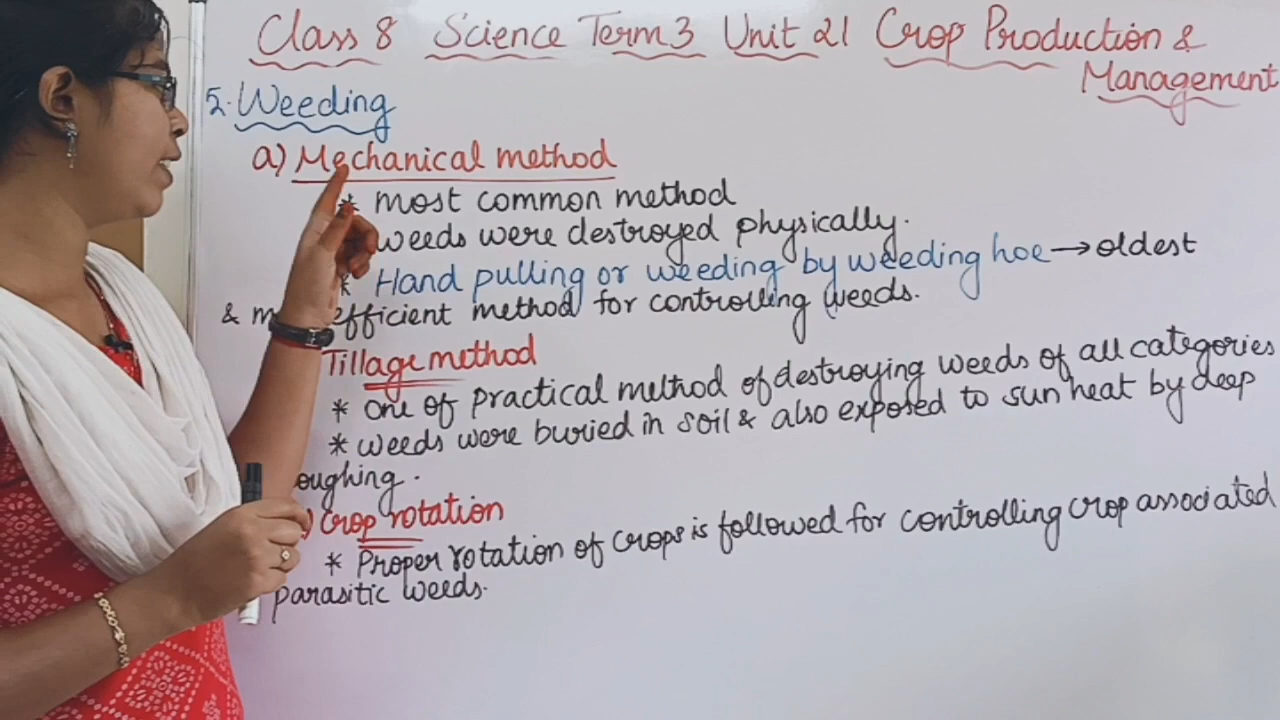 Class 8 Science Term 3 Unit 21 Crop Production &
Management
5. Weeding
a) Mechanical method
* most common method
weeds were destroyed physically.
* Hand pulling or weeding by weeding hoe → oldest
& efficient method for controlling weeds.
Tillage method
* one of practical method of destroying weeds of all categories
* weeds were buried in soil & also exposed to sun heat by deep
oughing.
) Crop rotation
* Proper rotation of crops is followed for controlling crop associated
parasitic weeds.